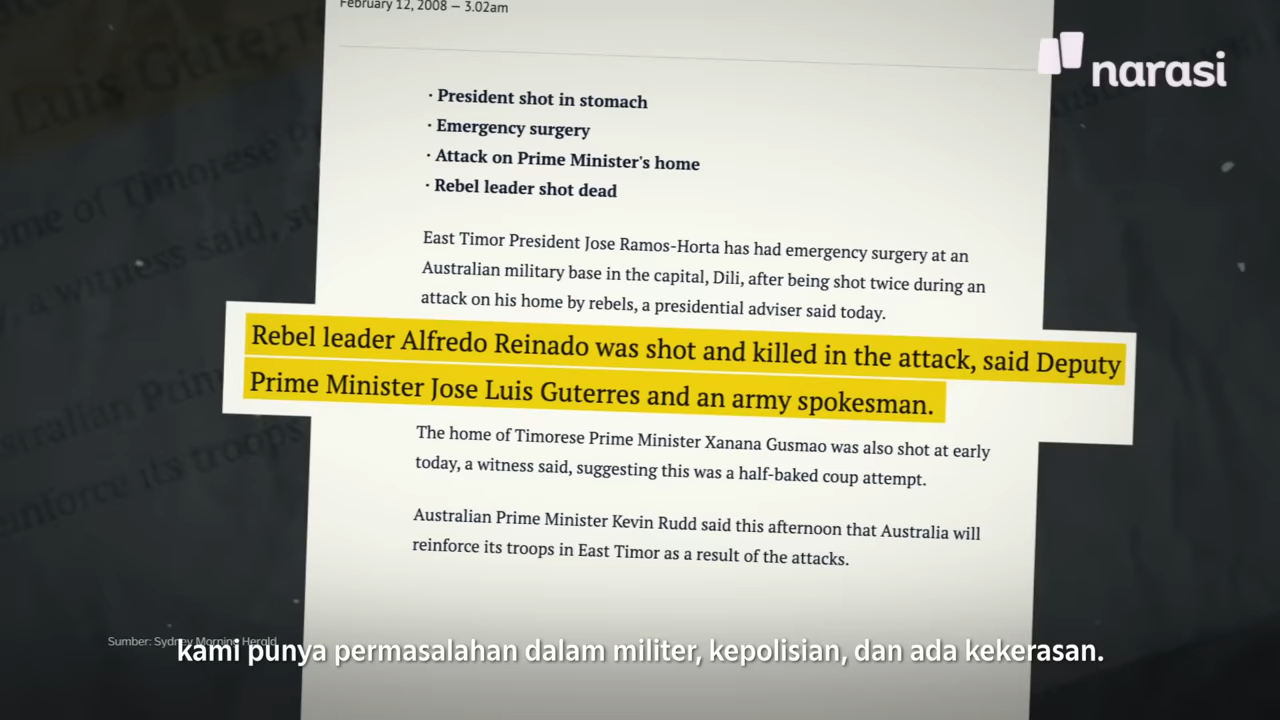 February 12, 2008 — 3.02am
narasi
· President shot in stomach
· Emergency surgery
· Attack on Prime Minister's home
· Rebel leader shot dead
East Timor President Jose Ramos-Horta has had emergency surgery at an
Australian military base in the capital, Dili, after being shot twice during an
attack on his home by rebels, a presidential adviser said today.
Rebel leader Alfredo Reinado was shot and killed in the attack, said Deputy
Prime Minister Jose Luis Guterres and an army spokesman.
The home of Timorese Prime Minister Xanana Gusmao was also shot at early
today, a witness said, suggesting this was a half-baked coup attempt.
Australian Prime Minister Kevin Rudd said this afternoon that Australia will
reinforce its troops in East Timor as a result of the attacks.
Sumber: Sydney Morning Herald
kami punya permasalahan dalam militer, kepolisian, dan ada kekerasan.